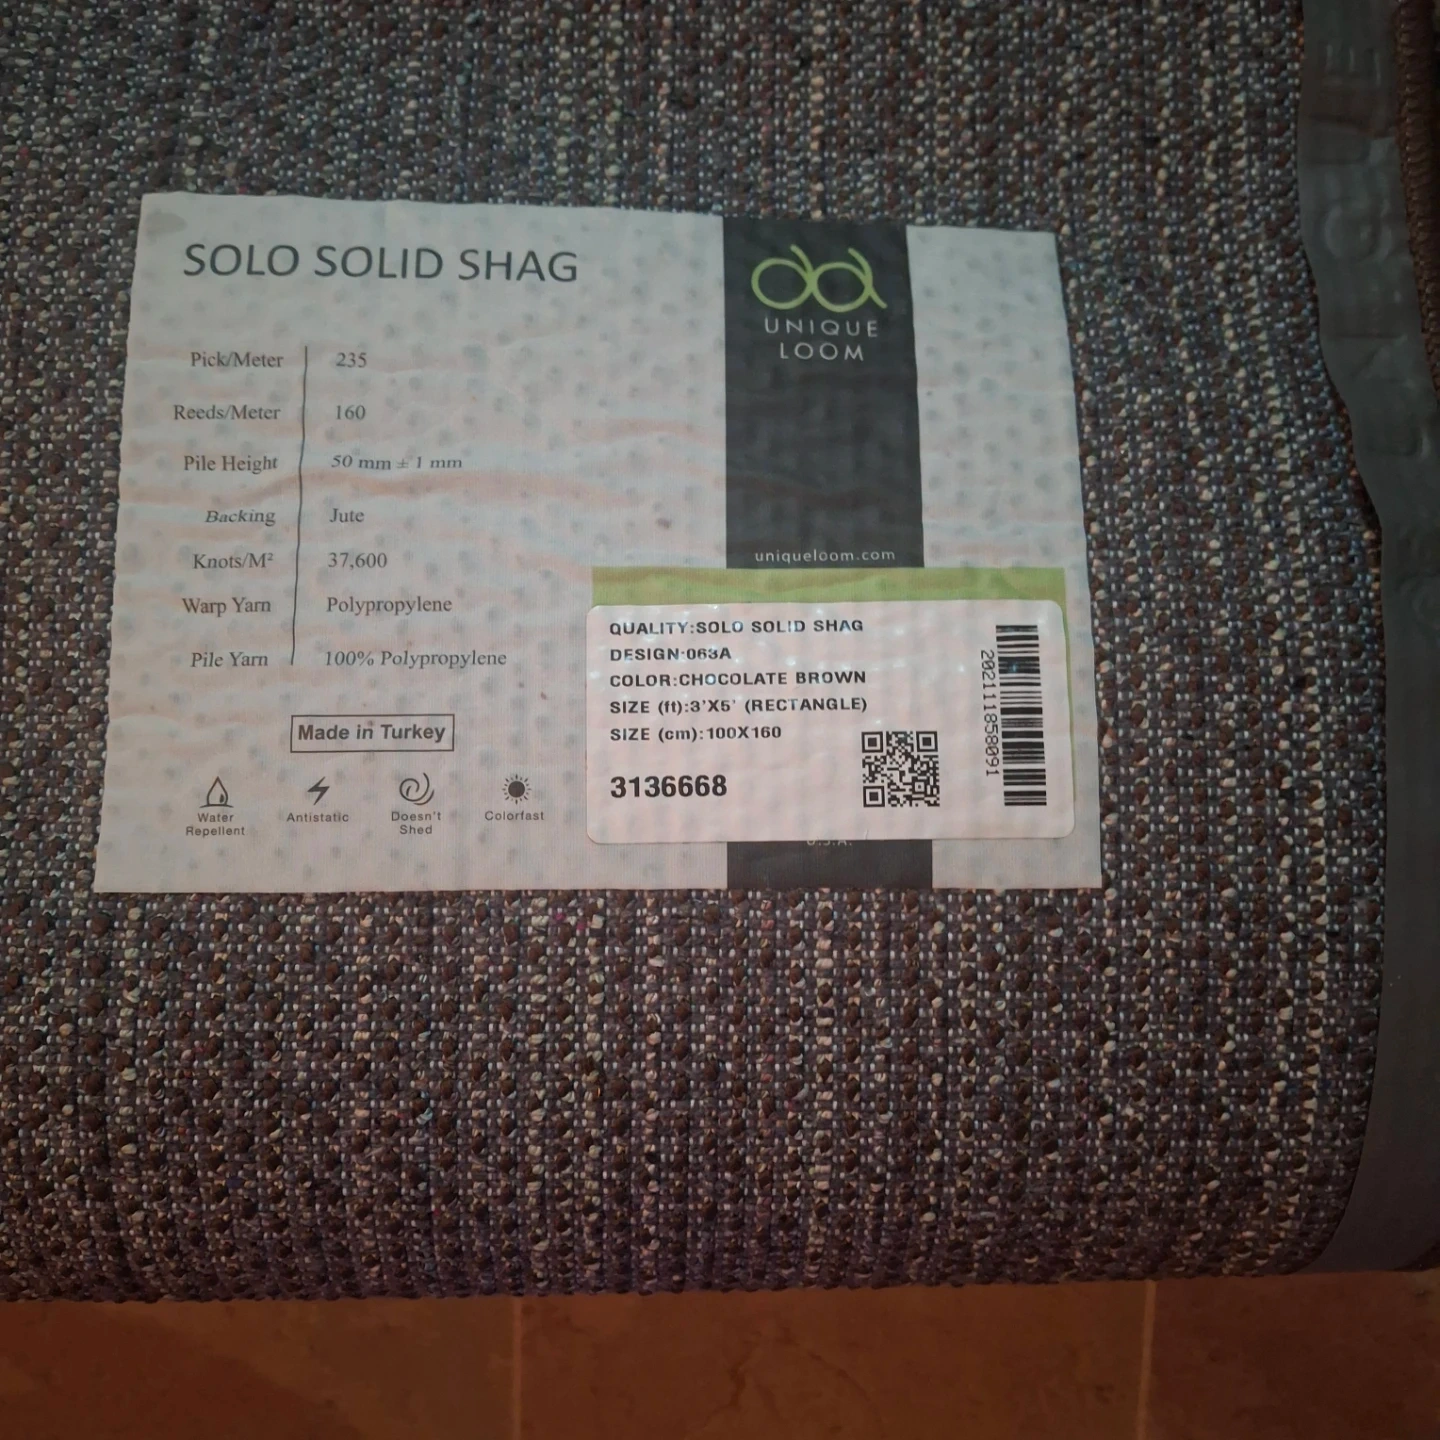 SOLO SOLID SHAG
Pick/Meter 235
Reeds/Meter 160
Pile Height 50 mm ± 1 mm
Backing Jute
Knots/M² 37,600
Warp Yarn Polypropylene
Pile Yarn 100% Polypropylene
Made in Turkey
Water
Repellent
Antistatic
Doesn't
Shed
Colorfast
UNIQUE
LOOM
uniqueloom.com
QUALITY:SOLO SOLID SHAG
DESIGN:063A
COLOR:CHOCOLATE BROWN
SIZE (ft):3'X5' (RECTANGLE)
SIZE (cm):100X160
3136668
202111858091
U.S.A.